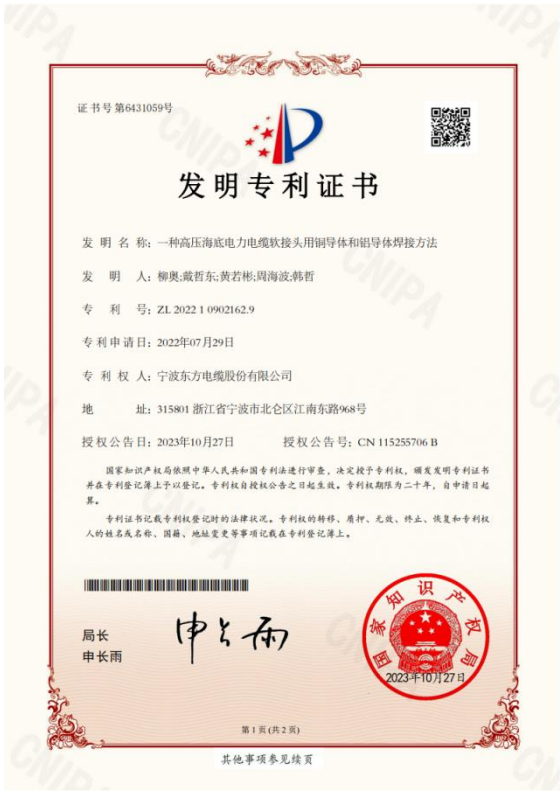 证书号第6431059号
发明专利证书
发明名称：一种高压海底电力电缆软接头用铜导体和铝导体焊接方法
发明人：柳奥;戴哲东;黄若彬;周海波;韩哲
专利号：ZL 2022 1 0902162.9
专利申请日：2022年07月29日
专利权人：宁波东方电缆股份有限公司
地址：315801 浙江省宁波市北仑区江南东路968号
授权公告日：2023年10月27日 授权公告号：CN 115255706 B
国家知识产权局依照中华人民共和国专利法进行审查，决定授予专利权，颁发发明专利证书
并在专利登记簿上予以登记。专利权自授权公告之日起生效。专利权期限为二十年，自申请日起
算。
专利证书记载专利权登记时的法律状况。专利权的转移、质押、无效、终止、恢复和专利权
人的姓名或名称、国籍、地址变更等事项记载在专利登记簿上。
局长
申长雨
申长雨
国家知识产权局
2023年10月27日
第1页(共2页)
其他事项参见续页
CNIPA
CNIPA
CNIPA
CNIPA
CNIPA
CNIPA